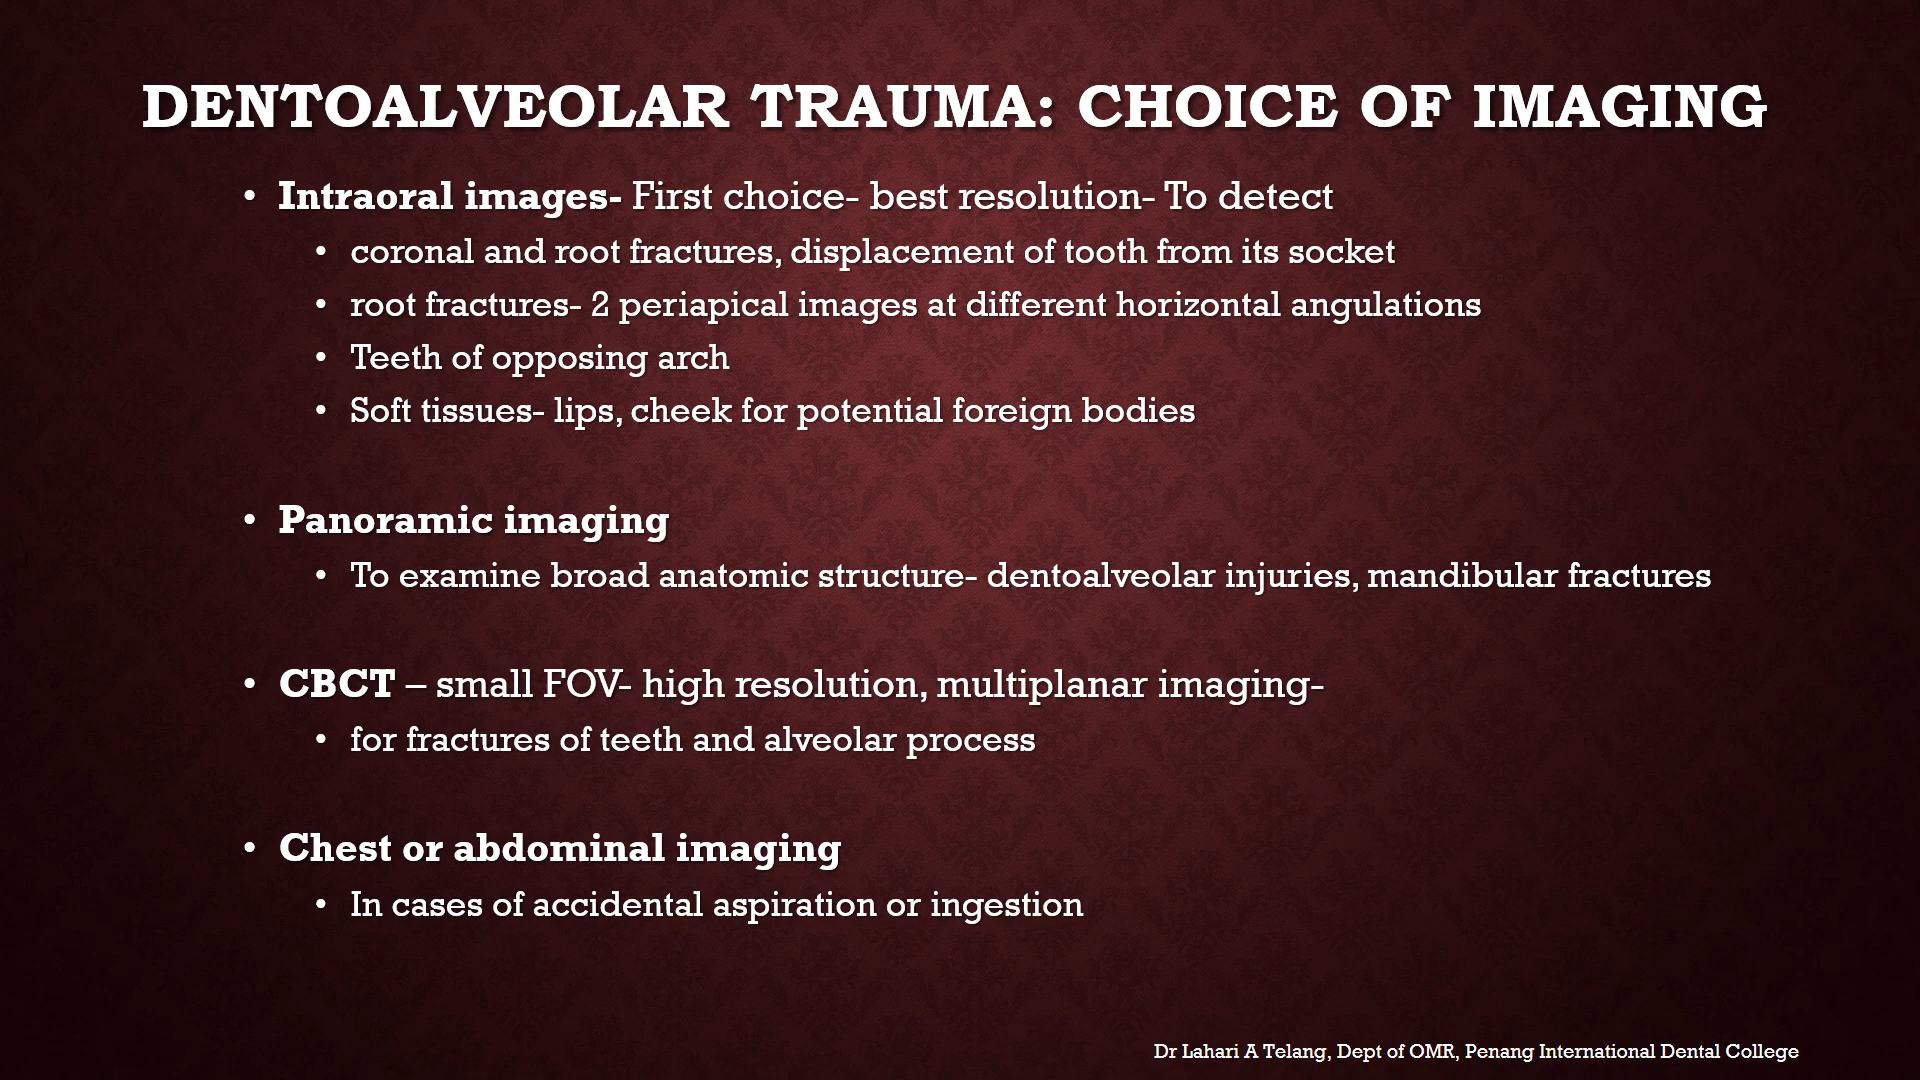 DENTOALVEOLAR TRAUMA: CHOICE OF IMAGING
• Intraoral images- First choice- best resolution- To detect
• coronal and root fractures, displacement of tooth from its socket
• root fractures- 2 periapical images at different horizontal angulations
• Teeth of opposing arch
• Soft tissues- lips, cheek for potential foreign bodies
• Panoramic imaging
• To examine broad anatomic structure- dentoalveolar injuries, mandibular fractures
• CBCT – small FOV- high resolution, multiplanar imaging-
• for fractures of teeth and alveolar process
• Chest or abdominal imaging
• In cases of accidental aspiration or ingestion
Dr Lahari A Telang, Dept of OMR, Penang International Dental College